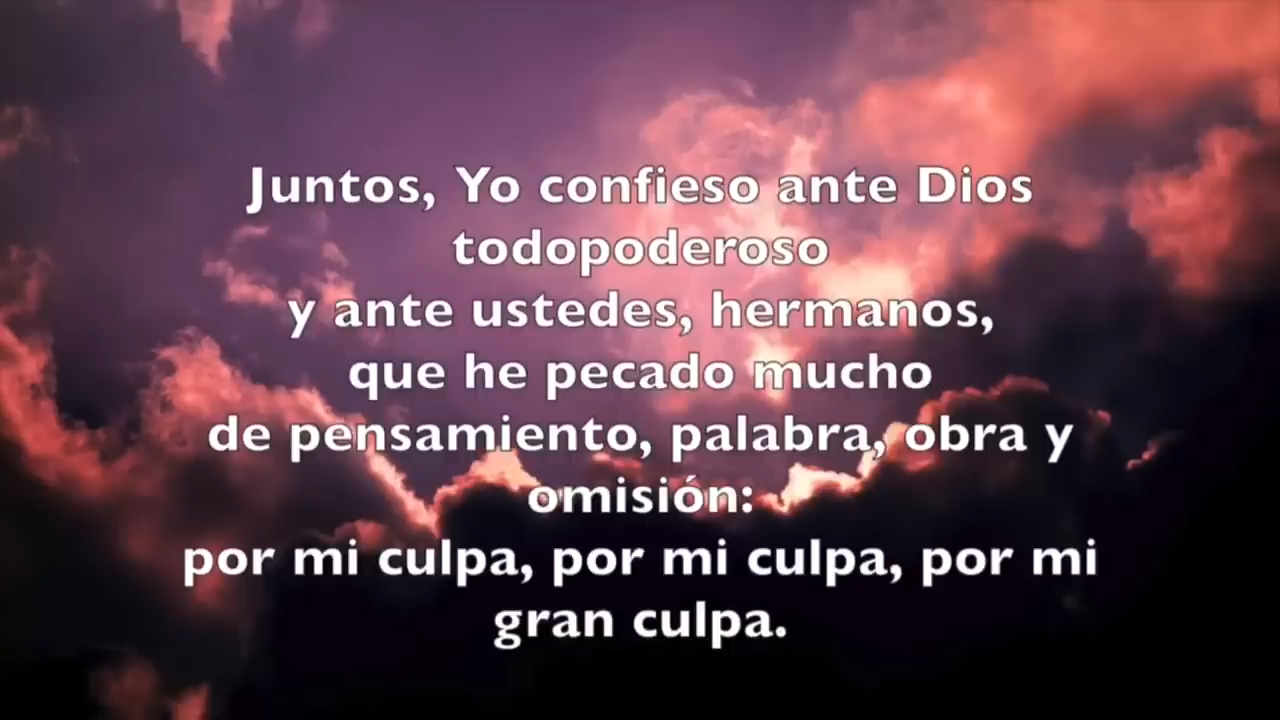 Juntos, Yo confieso ante Dios
todopoderoso
y ante ustedes, hermanos,
que he pecado mucho
de pensamiento, palabra, obra y
omisión:
por mi culpa, por mi culpa, por mi
gran culpa.